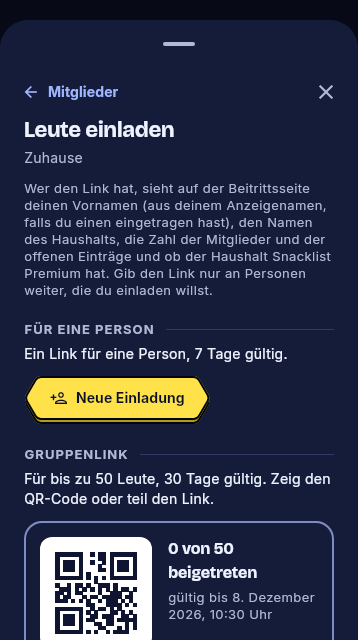 Mitglieder
Leute einladen
Zuhause
Wer den Link hat, sieht auf der Beitrittsseite
deinen Vornamen (aus deinem Anzeigenamen,
falls du einen eingetragen hast), den Namen
des Haushalts, die Zahl der Mitglieder und der
offenen Einträge und ob der Haushalt Snacklist
Premium hat. Gib den Link nur an Personen
weiter, die du einladen willst.
FÜR EINE PERSON
Ein Link für eine Person, 7 Tage gültig.
Neue Einladung
GRUPPENLINK
Für bis zu 50 Leute, 30 Tage gültig. Zeig den
QR-Code oder teil den Link.
0 von 50
beigetreten
gültig bis 8. Dezember
2026, 10:30 Uhr